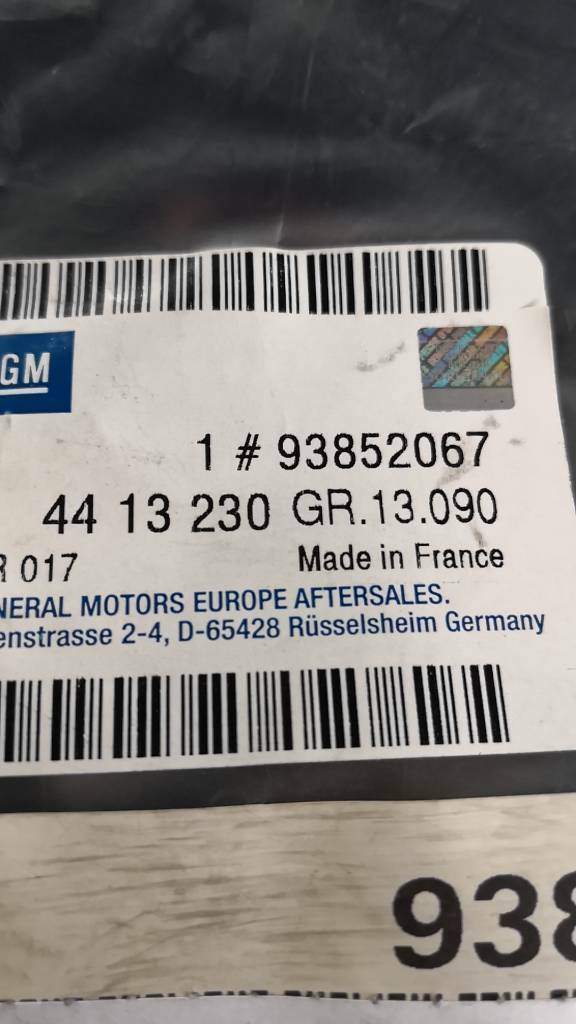 GM
1 # 93852067
44 13 230 GR.13.090
R 017 Made in France
NERAL MOTORS EUROPE AFTERSALES.
enstrasse 2-4, D-65428 Rüsselsheim Germany
938